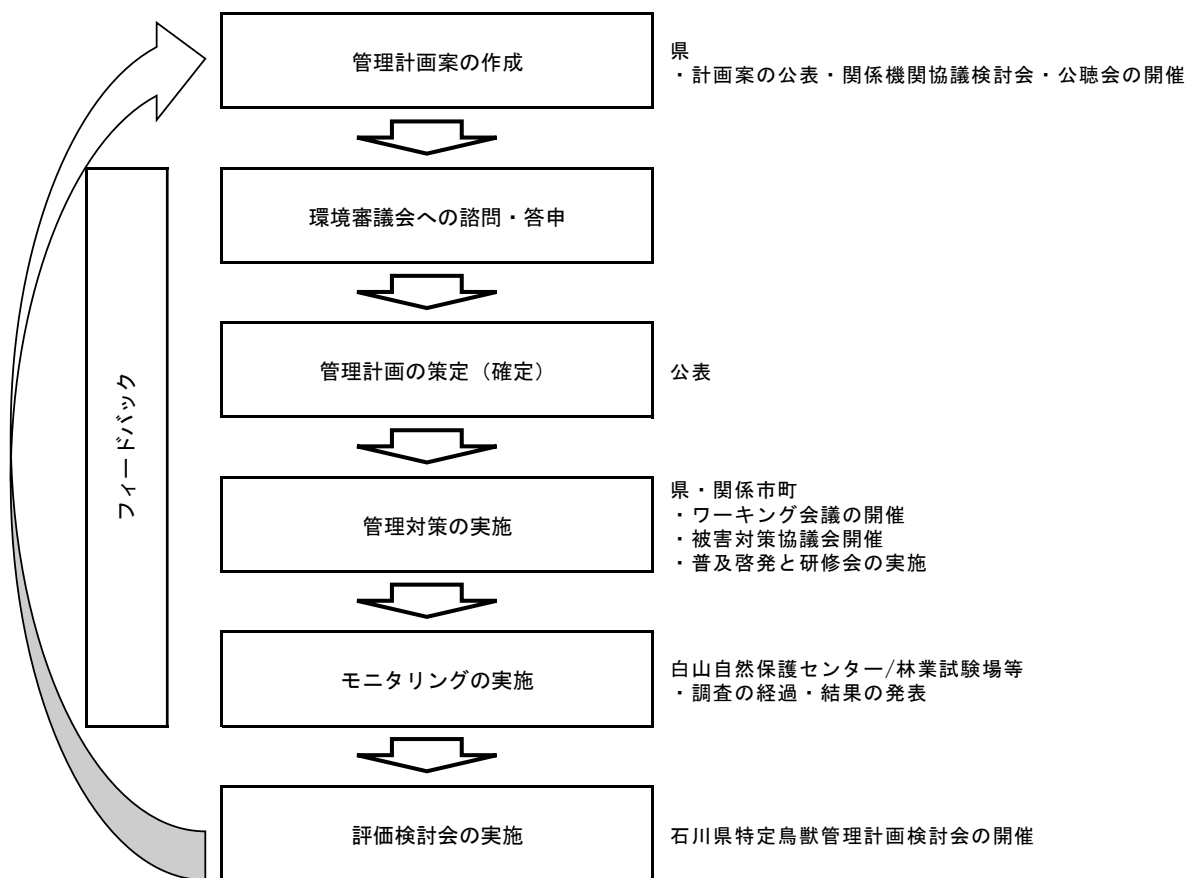 管理計画案の作成
県
・計画案の公表・関係機関協議検討会・公聴会の開催
環境審議会への諮問・答申
管理計画の策定（確定）
公表
フィードバック
管理対策の実施
県・関係市町
・ワーキング会議の開催
・被害対策協議会開催
・普及啓発と研修会の実施
モニタリングの実施
白山自然保護センター/林業試験場等
・調査の経過・結果の発表
評価検討会の実施
石川県特定鳥獣管理計画検討会の開催